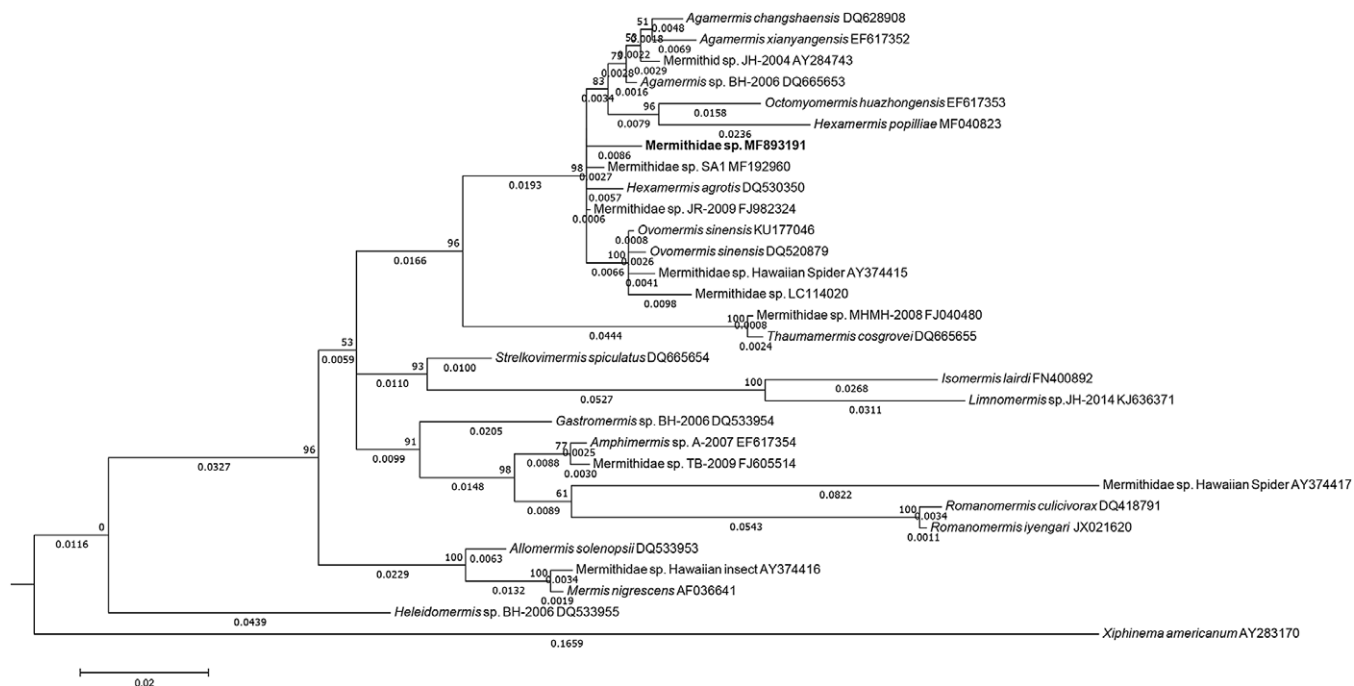 Agamermis changshaensis DQ628908
51
0.0048
0.0018
Agamermis xianyangensis EF617352
53
0.0069
0.0022
Mermithid sp. JH-2004 AY284743
0.0029
0.0028
Agamermis sp. BH-2006 DQ665653
83
0.0016
0.0034
Octomyomermis huazhongensis EF617353
96
0.0158
0.0079
Hexamermis popilliae MF040823
0.0236
Mermithidae sp. MF893191
0.0086
Mermithidae sp. SA1 MF192960
98
0.0027
0.0193
Hexamermis agrotis DQ530350
0.0057
Mermithidae sp. JR-2009 FJ982324
0.0006
Ovomermis sinensis KU177046
0.0008
Ovomermis sinensis DQ520879
100
0.0026
0.0066
Mermithidae sp. Hawaiian Spider AY374415
0.0041
Mermithidae sp. LC114020
0.0098
96
0.0166
Mermithidae sp. MHMH-2008 FJ040480
100
0.0008
0.0444
Thaumamermis cosgrovei DQ665655
0.0024
53
0.0059
Strelkovimermis spiculatus DQ665654
93
0.0100
0.0110
Isomermis lairdi FN400892
100
0.0268
0.0527
Limnomermis sp.JH-2014 KJ636371
0.0311
Gastromermis sp. BH-2006 DQ533954
91
0.0205
0.0099
Amphimermis sp. A-2007 EF617354
77
0.0025
0.0088
Mermithidae sp. TB-2009 FJ605514
0.0030
98
0.0148
Mermithidae sp. Hawaiian Spider AY374417
61
0.0822
0.0089
Romanomermis culicivorax DQ418791
100
0.0034
0.0543
Romanomermis iyengari JX021620
0.0011
96
0.0327
Allomermis solenopsii DQ533953
100
0.0063
0.0229
Mermithidae sp. Hawaiian insect AY374416
100
0.0034
0.0132
Mermis nigrescens AF036641
0.0019
0
0.0116
Heleidomermis sp. BH-2006 DQ533955
0.0439
Xiphinema americanum AY283170
0.1659
0.02